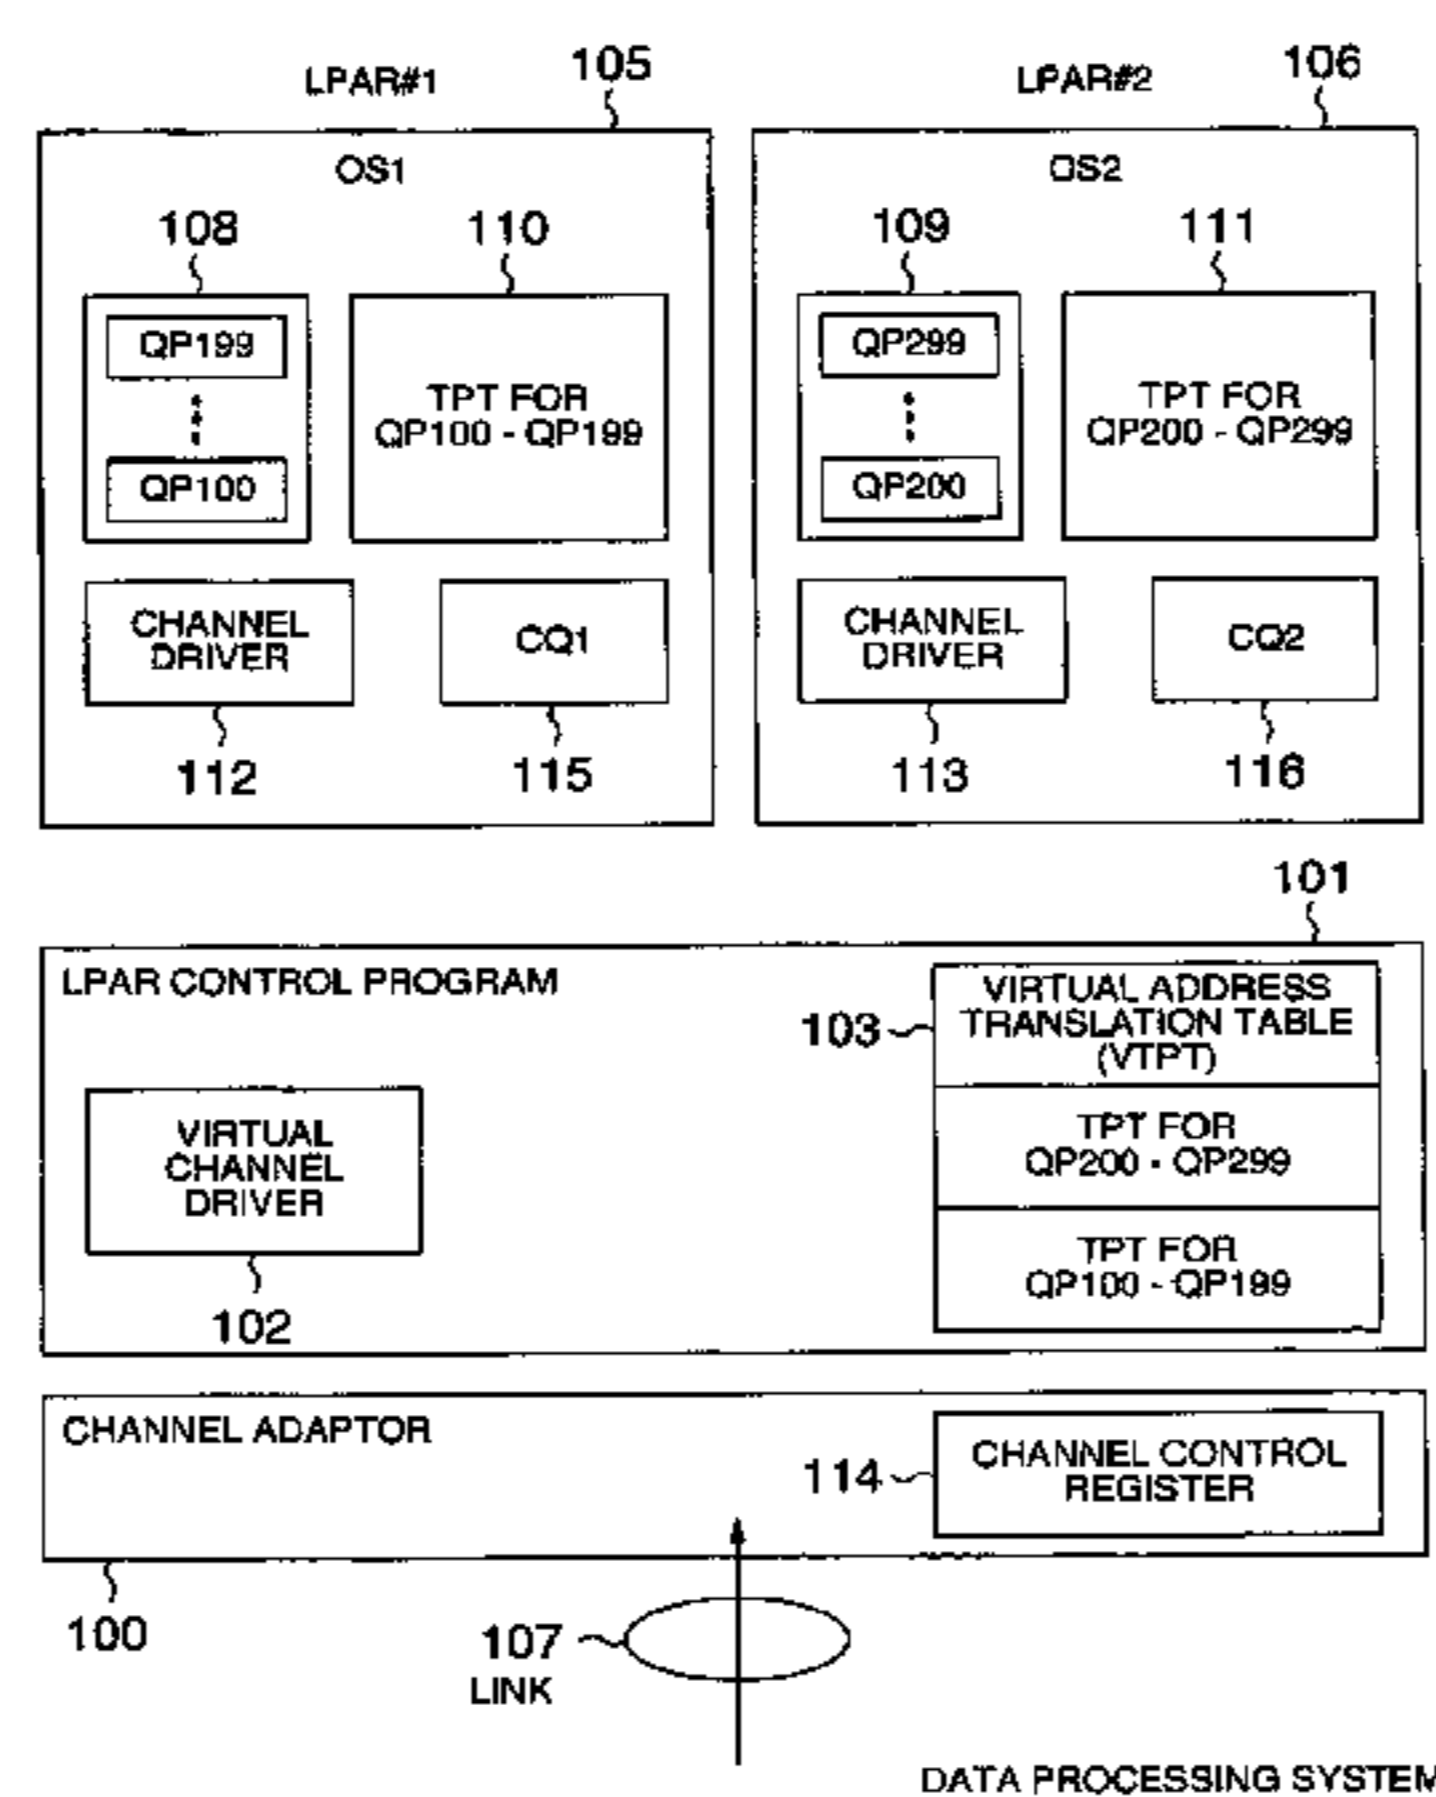 LPAR#1
105
LPAR#2
106
OS1
OS2
108
110
109
111
QP199
QP100
TPT FOR
QP100 - QP199
QP299
QP200
TPT FOR
QP200 - QP299
CHANNEL
DRIVER
CQ1
CHANNEL
DRIVER
CQ2
112
115
113
116
101
LPAR CONTROL PROGRAM
103
VIRTUAL ADDRESS
TRANSLATION TABLE
(VTPT)
VIRTUAL
CHANNEL
DRIVER
TPT FOR
QP200 - QP299
TPT FOR
QP100 - QP199
102
CHANNEL ADAPTOR
114
CHANNEL CONTROL
REGISTER
100
107
LINK
DATA PROCESSING SYSTEM